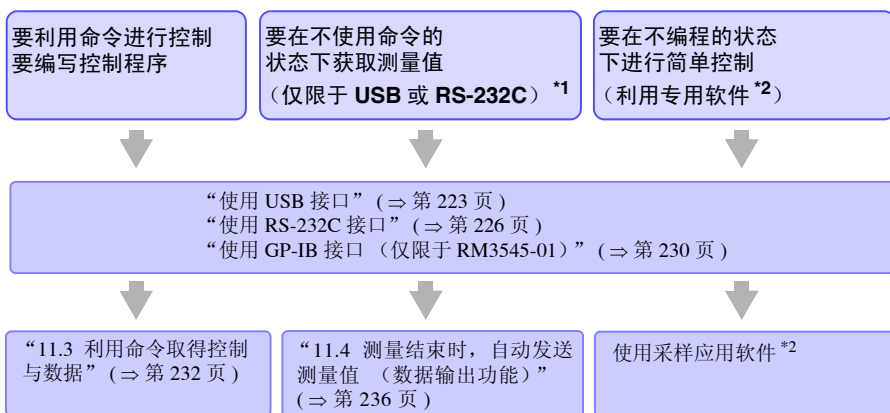 要利用命令进行控制
要编写控制程序
要在不使用命令的
状态下获取测量值
（仅限于 USB 或 RS-232C）*1
要在不编程的状态
下进行简单控制
（利用专用软件 *2）
“使用 USB 接口” ( ⇒ 第 223 页 )
“使用 RS-232C 接口” ( ⇒ 第 226 页 )
“使用 GP-IB 接口 （仅限于 RM3545-01）” ( ⇒ 第 230 页 )
“11.3 利用命令取得控制
与数据” ( ⇒ 第 232 页 )
“11.4 测量结束时，自动发送
测量值 （数据输出功能）”
( ⇒ 第 236 页 )
使用采样应用软件 *2